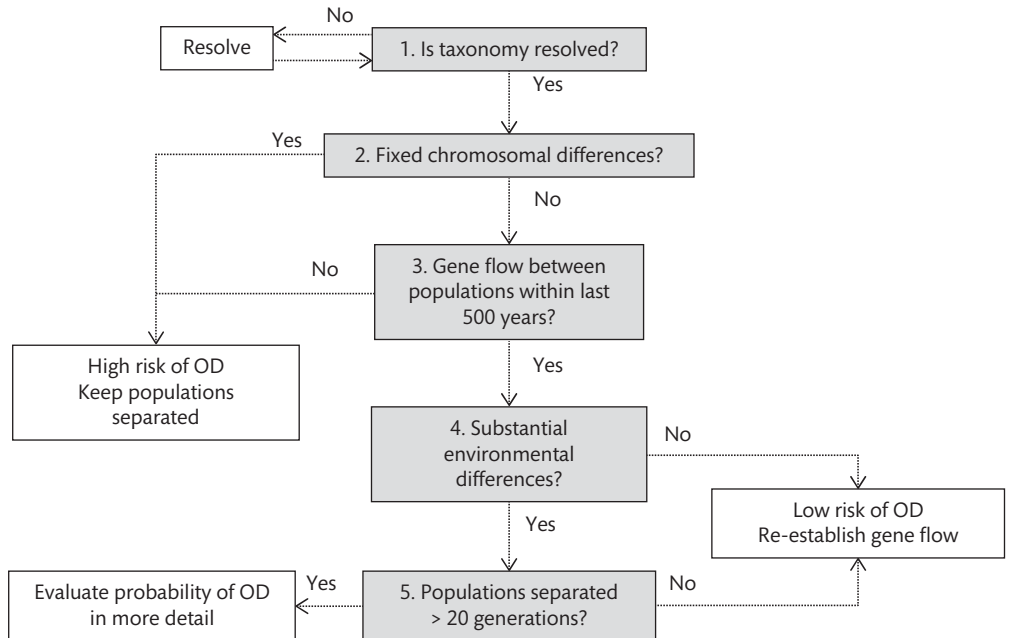 No
Resolve
1. Is taxonomy resolved?
Yes
Yes
2. Fixed chromosomal differences?
No
No
3. Gene flow between
populations within last
500 years?
High risk of OD
Keep populations
separated
Yes
4. Substantial
environmental
differences?
No
Low risk of OD
Re-establish gene flow
Yes
Evaluate probability of OD
in more detail
Yes
5. Populations separated
> 20 generations?
No